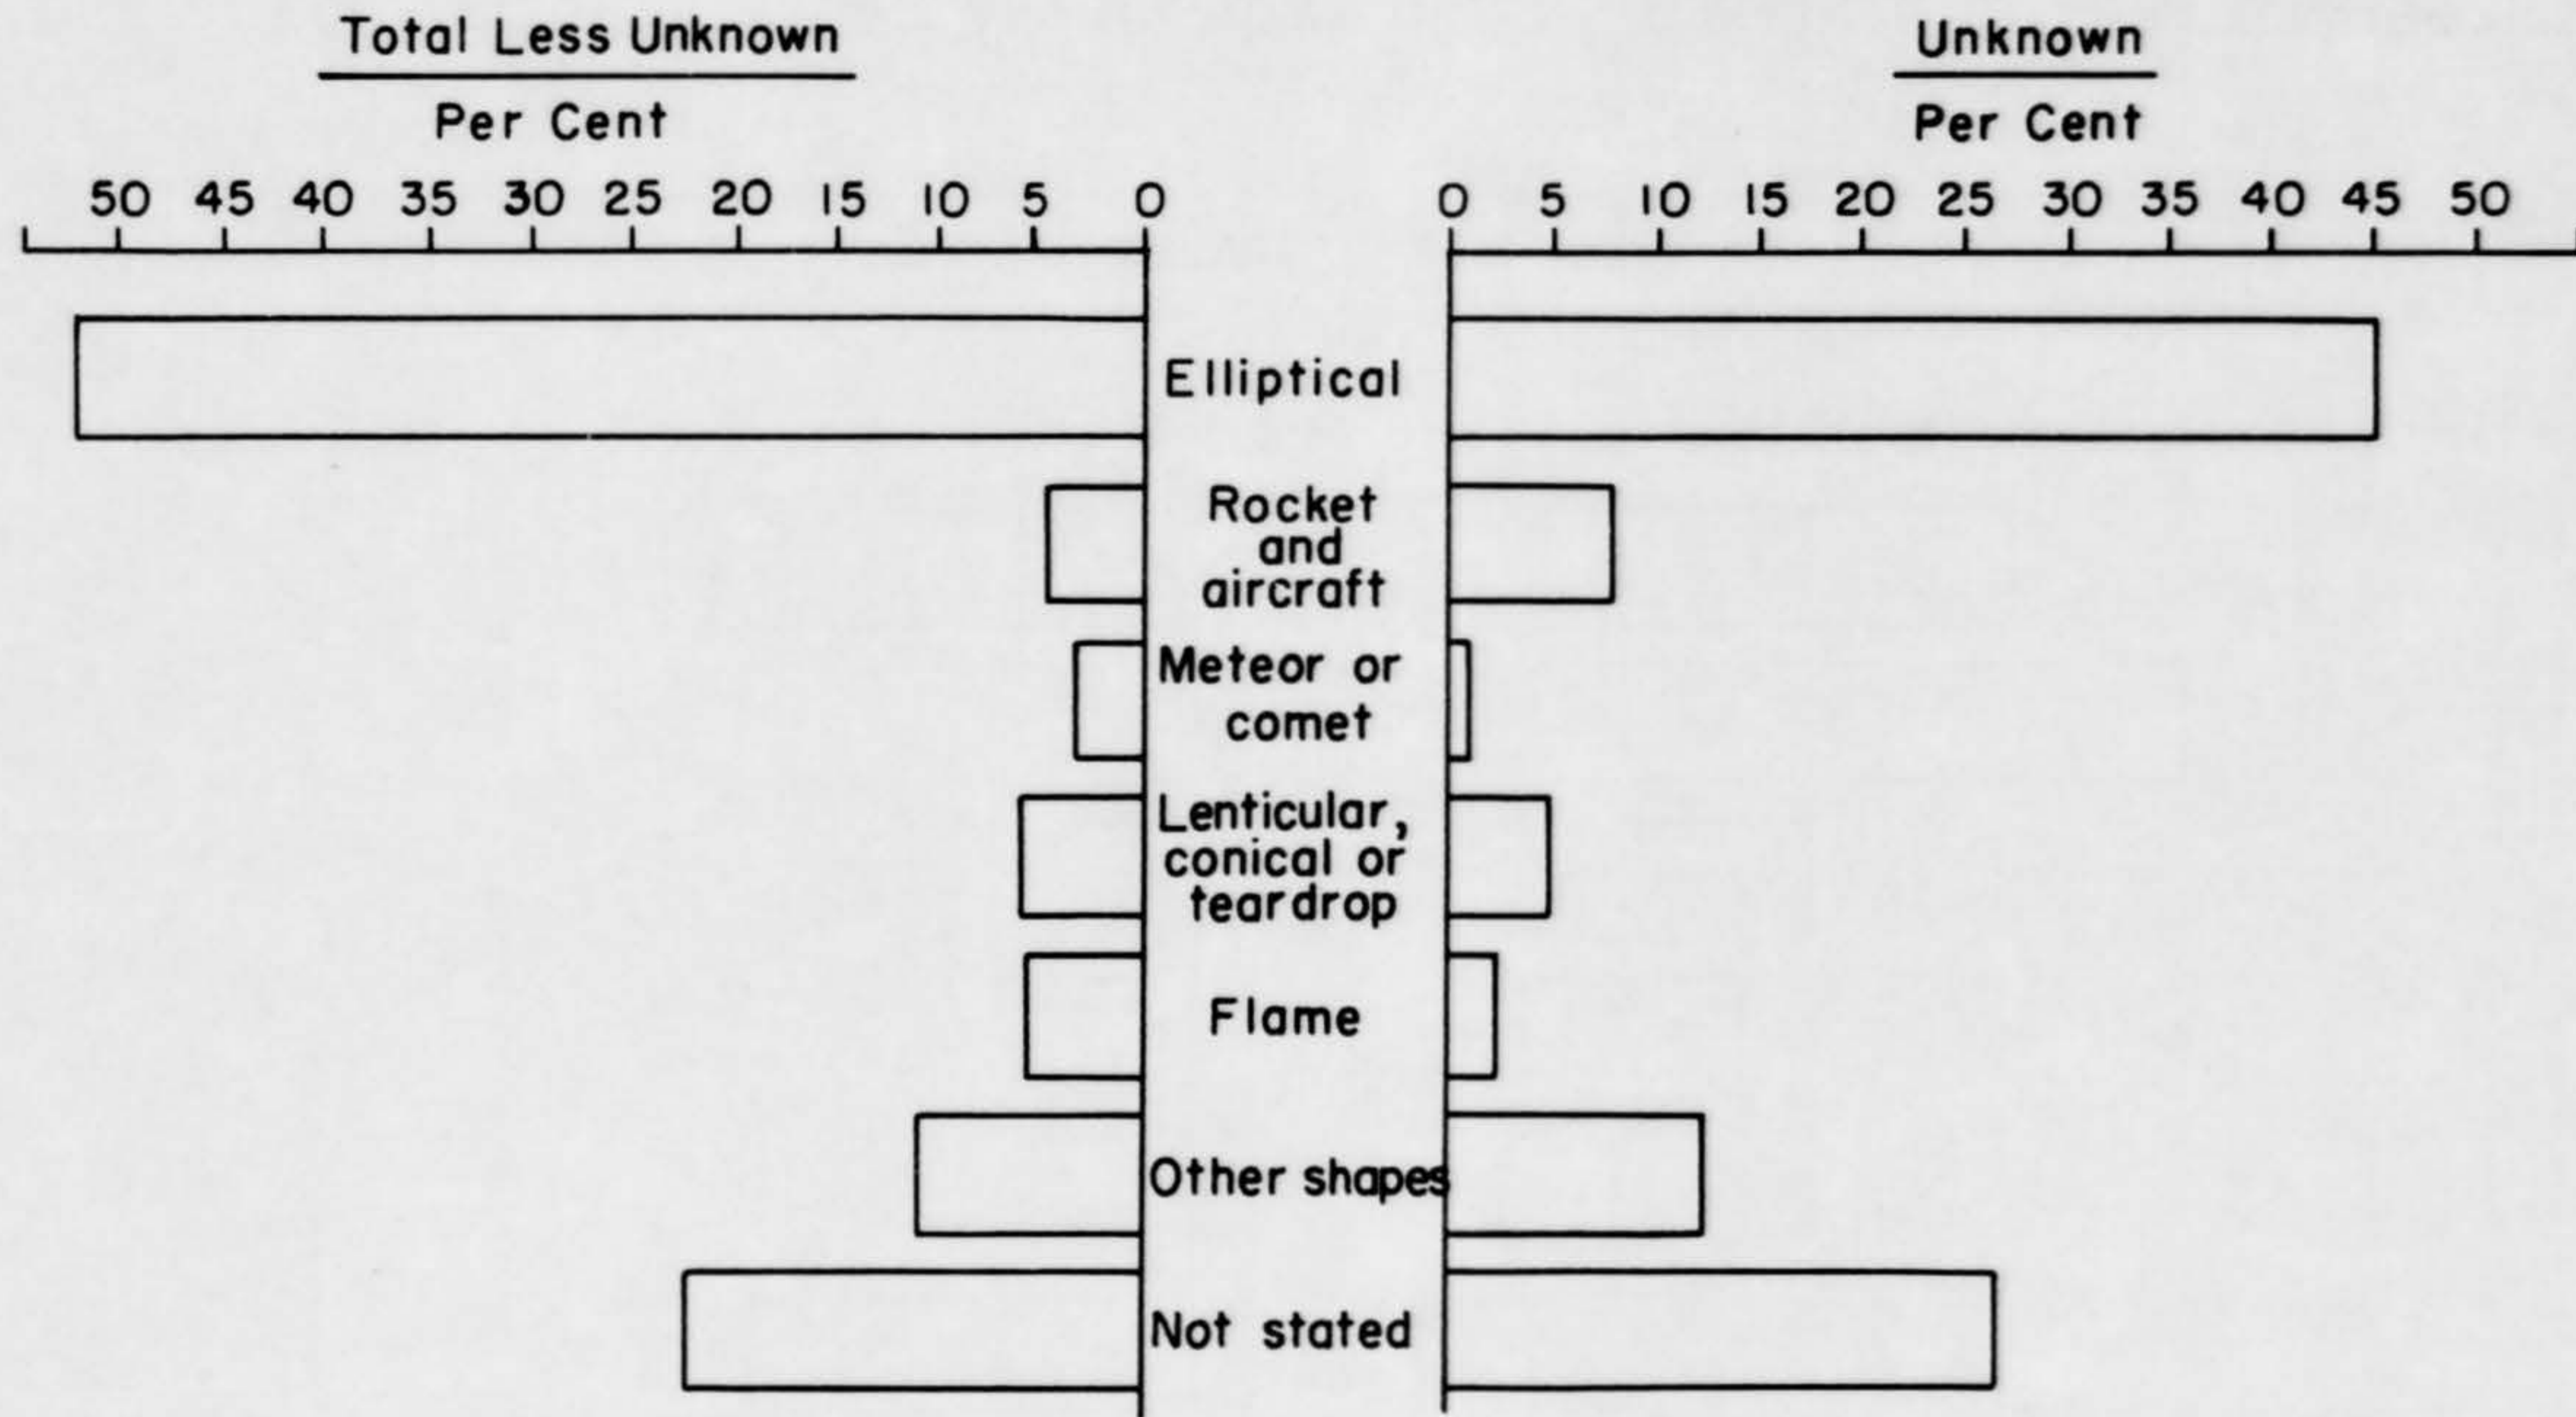 Total Less Unknown
Per Cent
50 45 40 35 30 25 20 15 10 5 0
Unknown
Per Cent
0 5 10 15 20 25 30 35 40 45 50
Elliptical
Rocket
and
aircraft
Meteor or
comet
Lenticular,
conical or
teardrop
Flame
Other shapes
Not stated